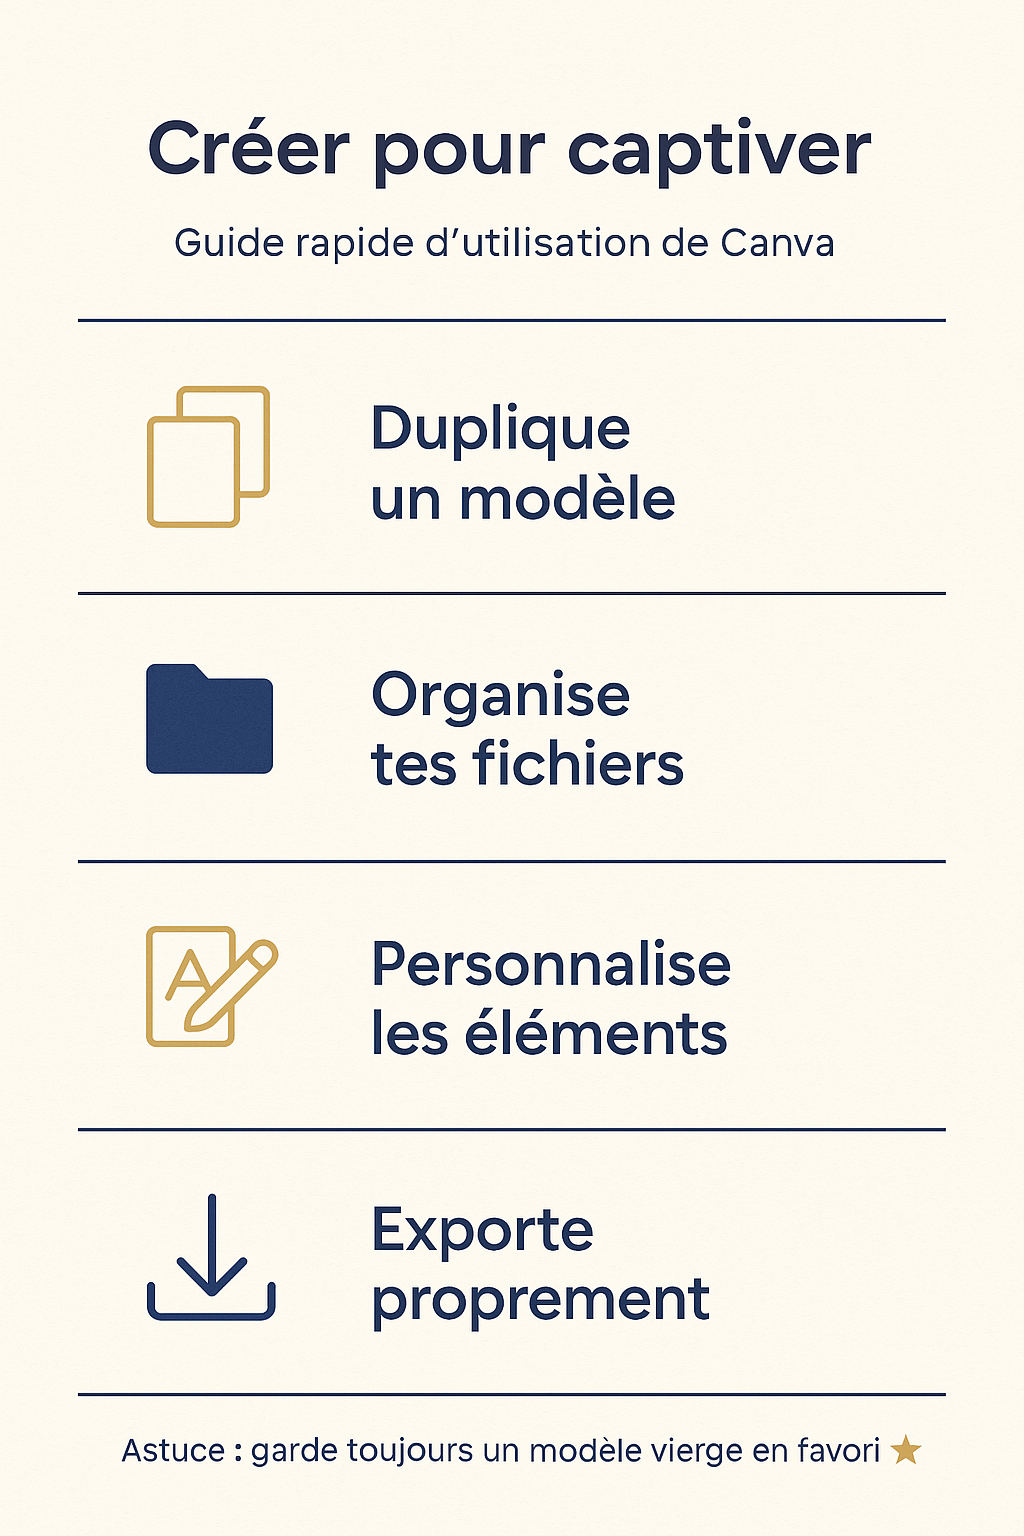 Créer pour captiver
Guide rapide d’utilisation de Canva
Duplique
un modèle
Organise
tes fichiers
A
Personnalise
les éléments
Exporte
proprement
Astuce : garde toujours un modèle vierge en favori ★